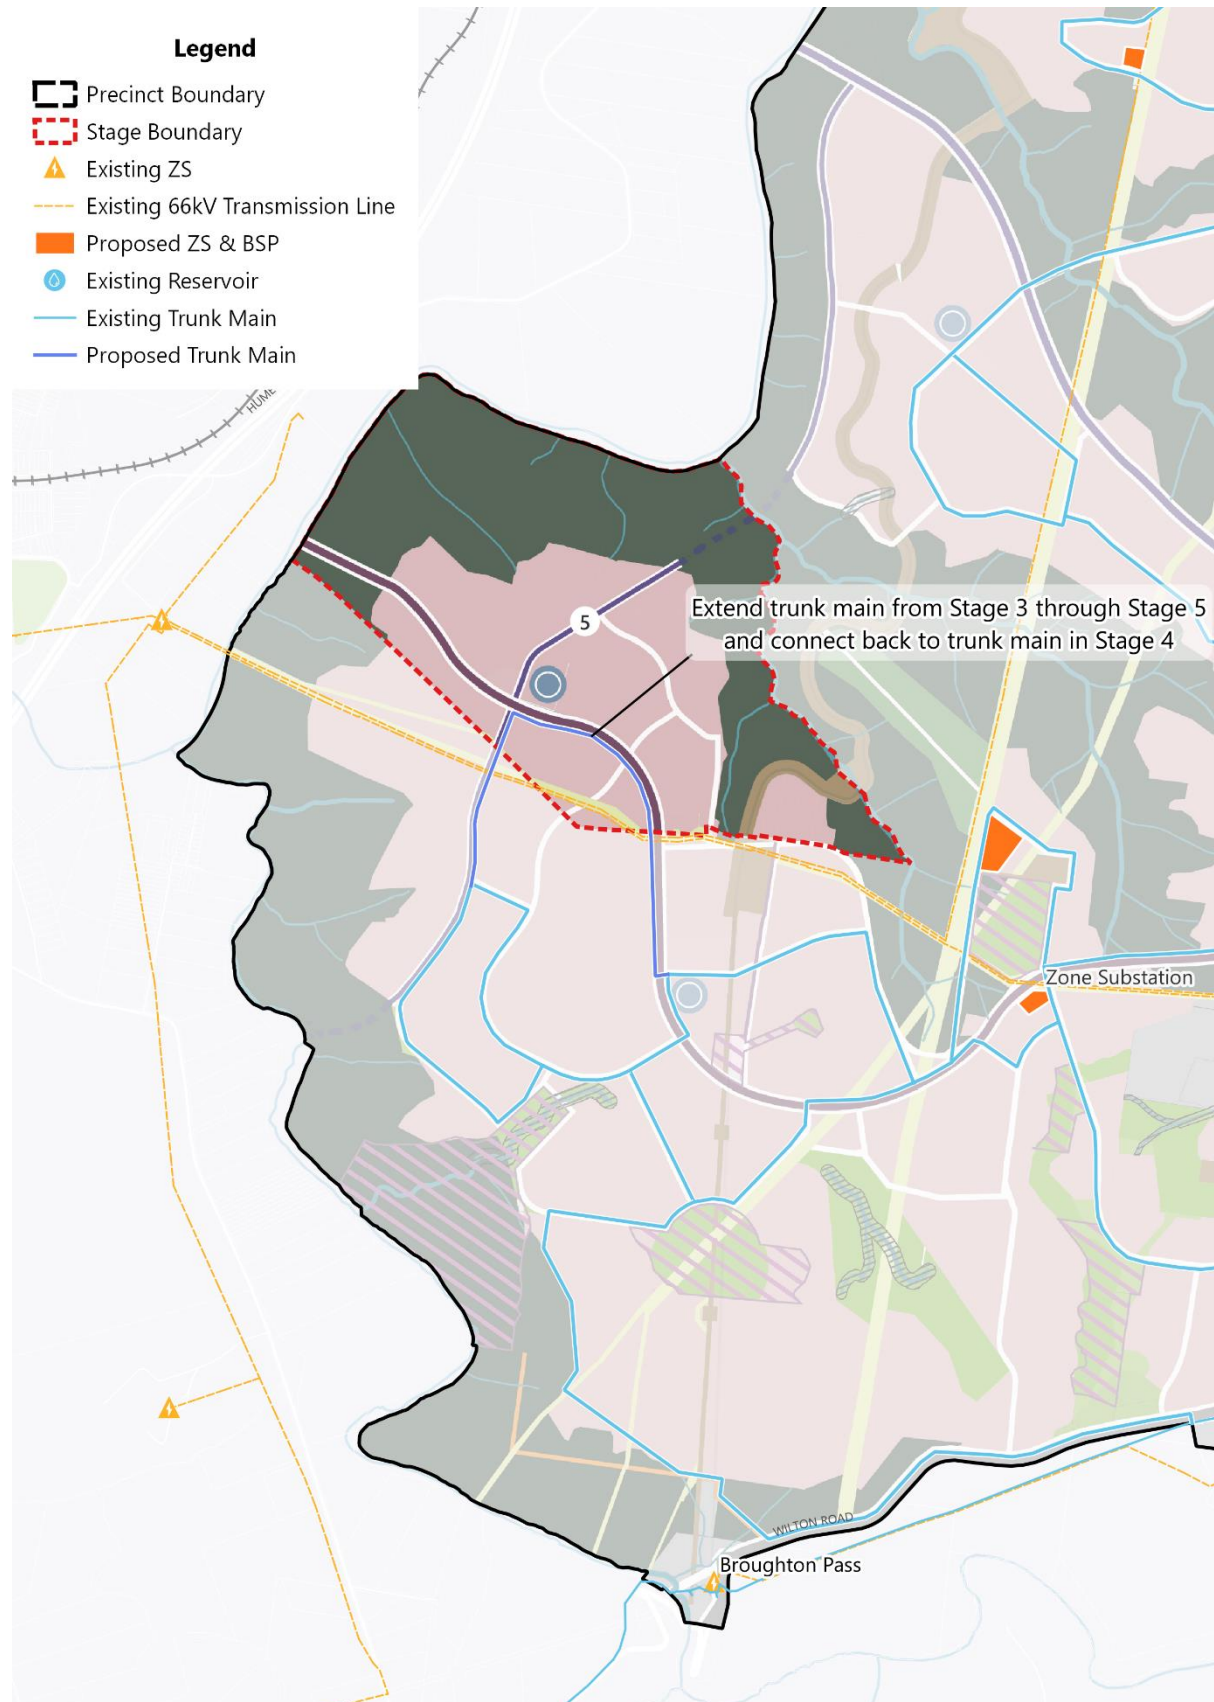 Legend
Precinct Boundary
Stage Boundary
Existing ZS
Existing 66kV Transmission Line
Proposed ZS & BSP
Existing Reservoir
Existing Trunk Main
Proposed Trunk Main
HUME
5
Extend trunk main from Stage 3 through Stage 5
and connect back to trunk main in Stage 4
Zone Substation
WILTON ROAD
Broughton Pass